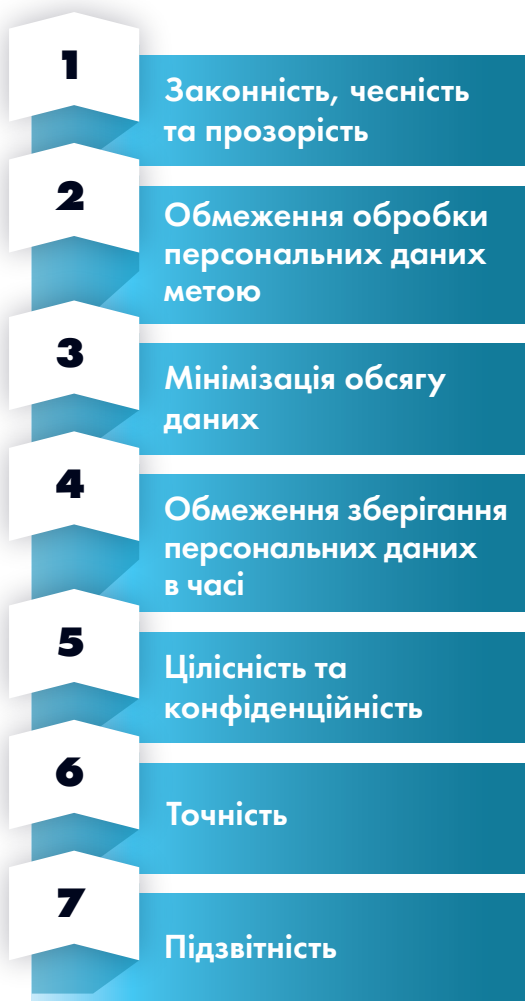 1
Законність, чесність
та прозорість
2
Обмеження обробки
персональних даних
метою
3
Мінімізація обсягу
даних
4
Обмеження зберігання
персональних даних
в часі
5
Цілісність та
конфіденційність
6
Точність
7
Підзвітність